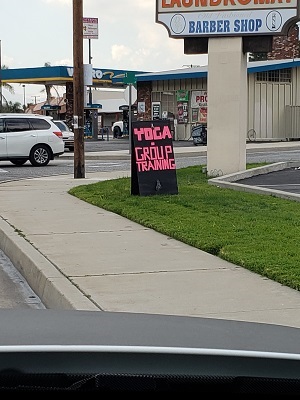 LAUNDROMAT
BARBER SHOP
YOGA
-
GROUP
TRAINING